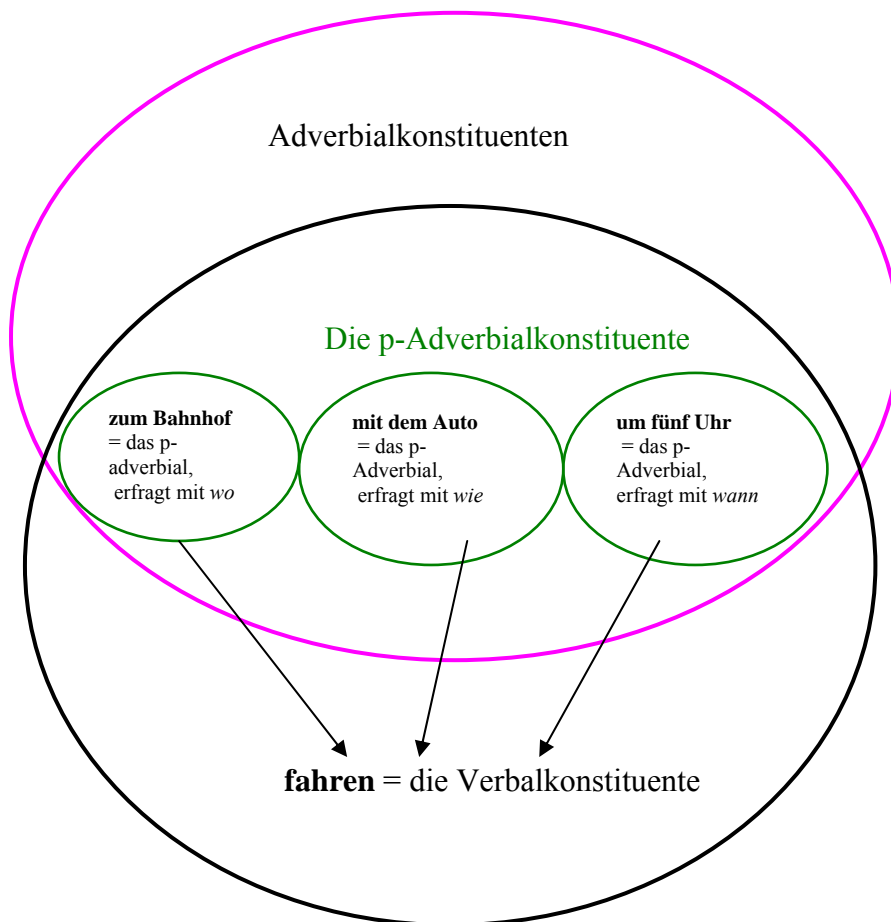 Adverbialkonstituenten
Die p-Adverbialkonstituente
zum Bahnhof
= das p-
adverbial,
erfragt mit wo
mit dem Auto
= das p-
Adverbial,
erfragt mit wie
um fünf Uhr
= das p-
Adverbial,
erfragt mit wann
fahren = die Verbalkonstituente